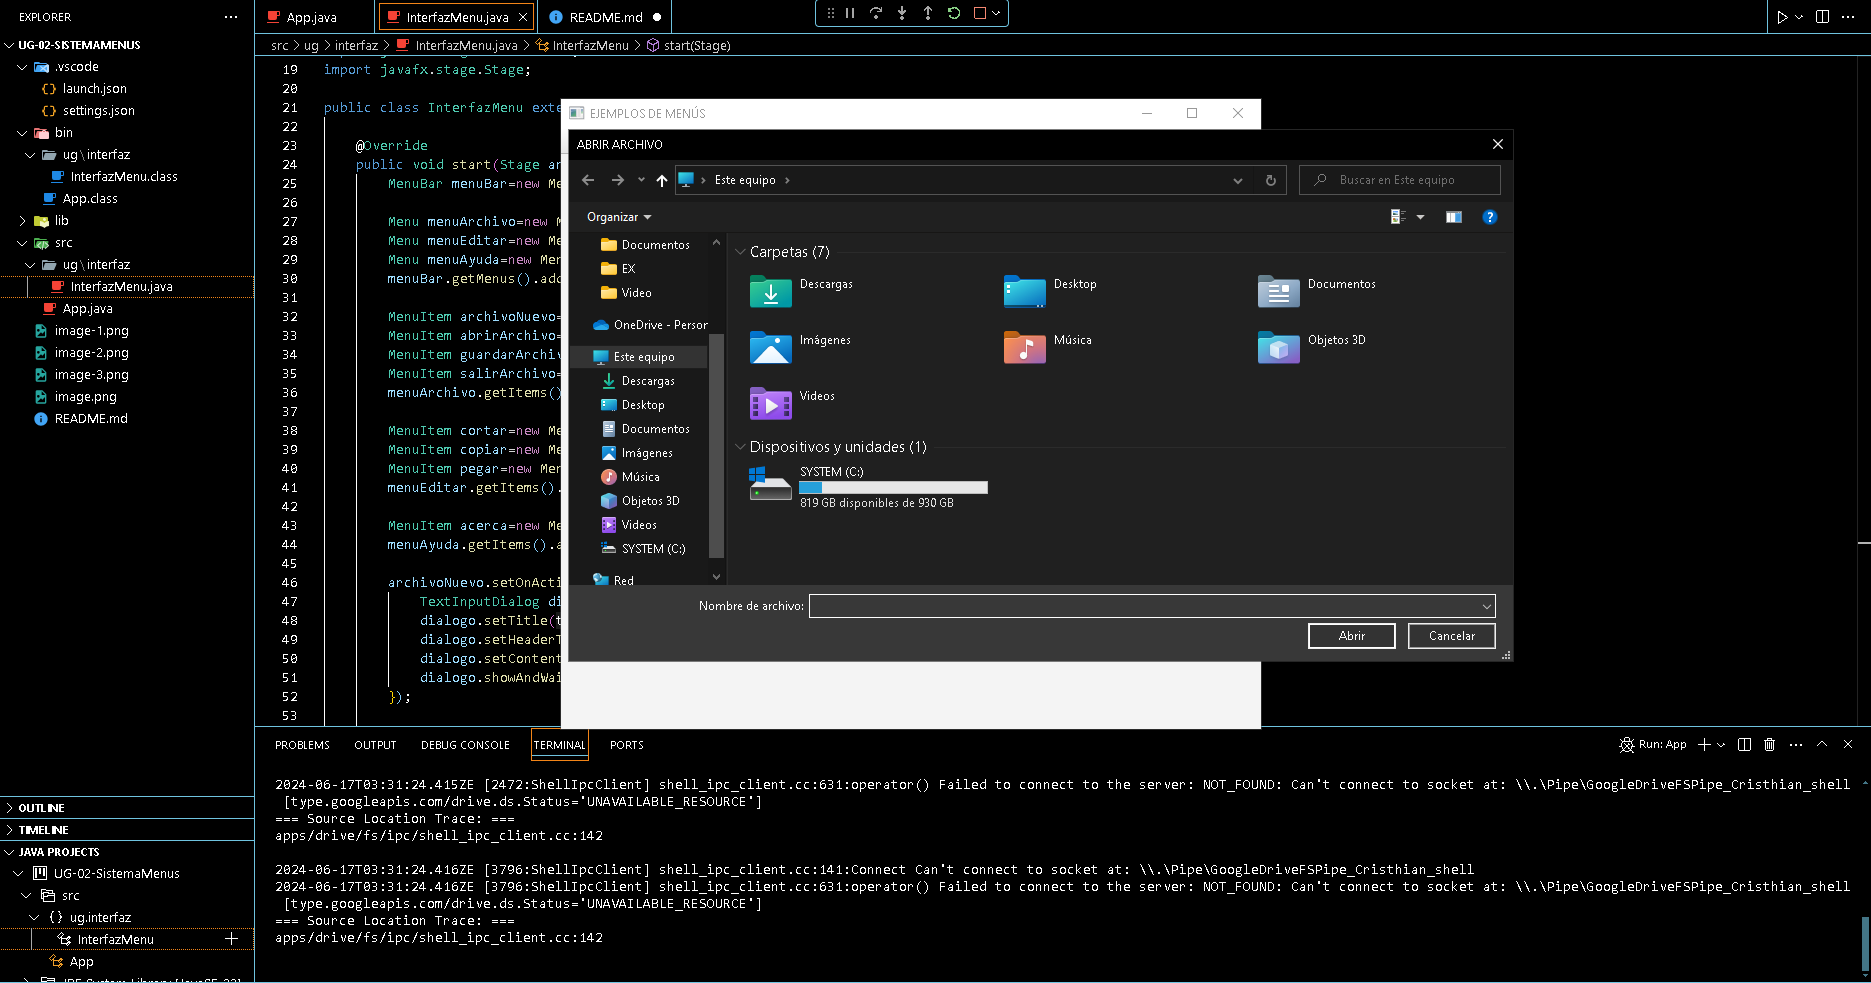 EXPLORER
UG-02-SISTEMAMENUS
.vscode
launch.json
settings.json
bin
ug\interfaz
InterfazMenu.class
App.class
lib
src
ug\interfaz
InterfazMenu.java
App.java
image-1.png
image-2.png
image-3.png
image.png
README.md
OUTLINE
TIMELINE
JAVA PROJECTS
UG-02-SistemaMenus
src
{} ug.interfaz
InterfazMenu
App
App.java
InterfazMenu.java
README.md
src > ug > interfaz > InterfazMenu.java > InterfazMenu > start(Stage)
19 import javafx.stage.Stage;
20
21 public class InterfazMenu exte
22
23 @Override
24 public void start(Stage ar
25 MenuBar menuBar=new Me
26
27 Menu menuArchivo=new M
28 Menu menuEditar=new Me
29 Menu menuAyuda=new Men
30 menuBar.getMenus().add
31
32 MenuItem archivoNuevo=
33 MenuItem abrirArchivo=
34 MenuItem guardarArchiv
35 MenuItem salirArchivo=
36 menuArchivo.getItems()
37
38 MenuItem cortar=new Me
39 MenuItem copiar=new Me
40 MenuItem pegar=new Men
41 menuEditar.getItems().
42
43 MenuItem acerca=new Me
44 menuAyuda.getItems().a
45
46 archivoNuevo.setOnActi
47 TextInputDialog di
48 dialogo.setTitle(t
49 dialogo.setHeaderT
50 dialogo.setContent
51 dialogo.showAndWai
52 });
53
EJEMPLOS DE MENÚS
ABRIR ARCHIVO
Este equipo
Buscar en Este equipo
Organizar
Documentos
EX
Video
OneDrive - Person
Este equipo
Descargas
Desktop
Documentos
Imágenes
Música
Objetos 3D
Videos
SYSTEM (C:)
Red
Carpetas (7)
Descargas
Desktop
Documentos
Imágenes
Música
Objetos 3D
Videos
Dispositivos y unidades (1)
SYSTEM (C:)
819 GB disponibles de 930 GB
Nombre de archivo:
Abrir
Cancelar
PROBLEMS
OUTPUT
DEBUG CONSOLE
TERMINAL
PORTS
Run: App
2024-06-17T03:31:24.415ZE [2472:ShellIpcClient] shell_ipc_client.cc:631:operator() Failed to connect to the server: NOT_FOUND: Can't connect to socket at: \\.\Pipe\GoogleDriveFSPipe_Cristhian_shell
[type.googleapis.com/drive.ds.Status='UNAVAILABLE_RESOURCE']
=== Source Location Trace: ===
apps/drive/fs/ipc/shell_ipc_client.cc:142
2024-06-17T03:31:24.416ZE [3796:ShellIpcClient] shell_ipc_client.cc:141:Connect Can't connect to socket at: \\.\Pipe\GoogleDriveFSPipe_Cristhian_shell
2024-06-17T03:31:24.416ZE [3796:ShellIpcClient] shell_ipc_client.cc:631:operator() Failed to connect to the server: NOT_FOUND: Can't connect to socket at: \\.\Pipe\GoogleDriveFSPipe_Cristhian_shell
[type.googleapis.com/drive.ds.Status='UNAVAILABLE_RESOURCE']
=== Source Location Trace: ===
apps/drive/fs/ipc/shell_ipc_client.cc:142